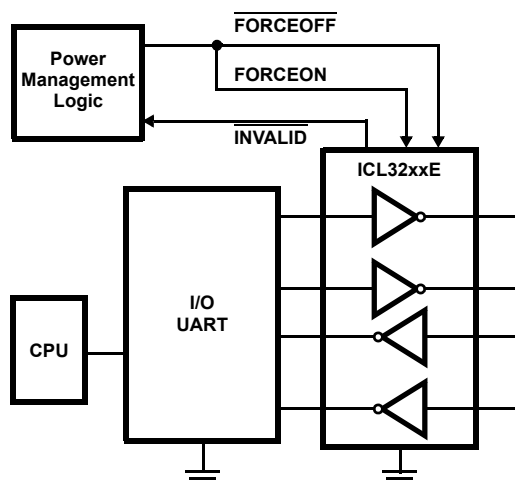 FORCEOFF
Power
Management
Logic
FORCEON
INVALID
ICL32xxE
I/O
UART
CPU